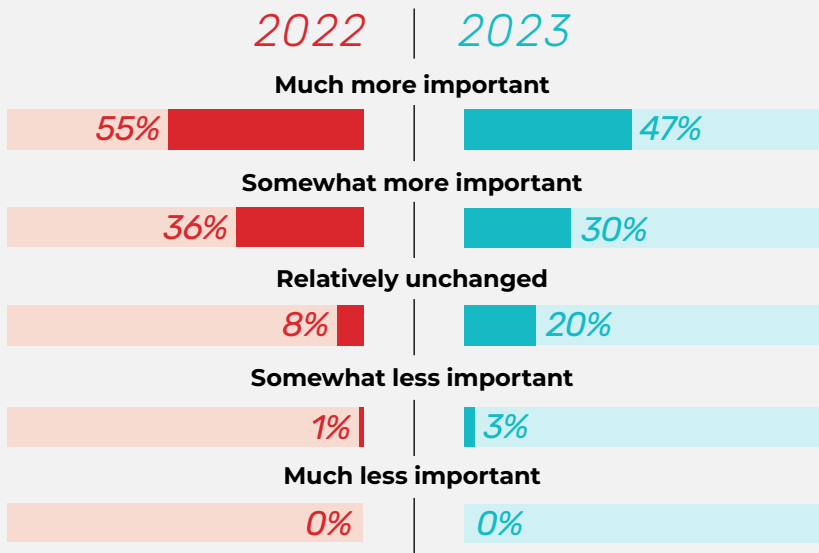 2022 2023
Much more important
55% 47%
Somewhat more important
36% 30%
Relatively unchanged
8% 20%
Somewhat less important
1% 3%
Much less important
0% 0%